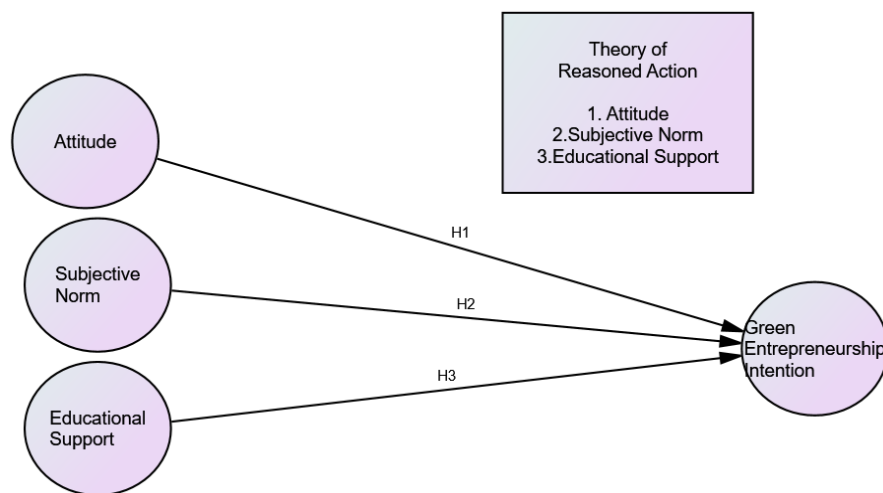 Theory of
Reasoned Action
1. Attitude
2.Subjective Norm
3.Educational Support
Attitude
H1
Subjective
Norm
H2
Green
Entrepreneurship
Intention
H3
Educational
Support